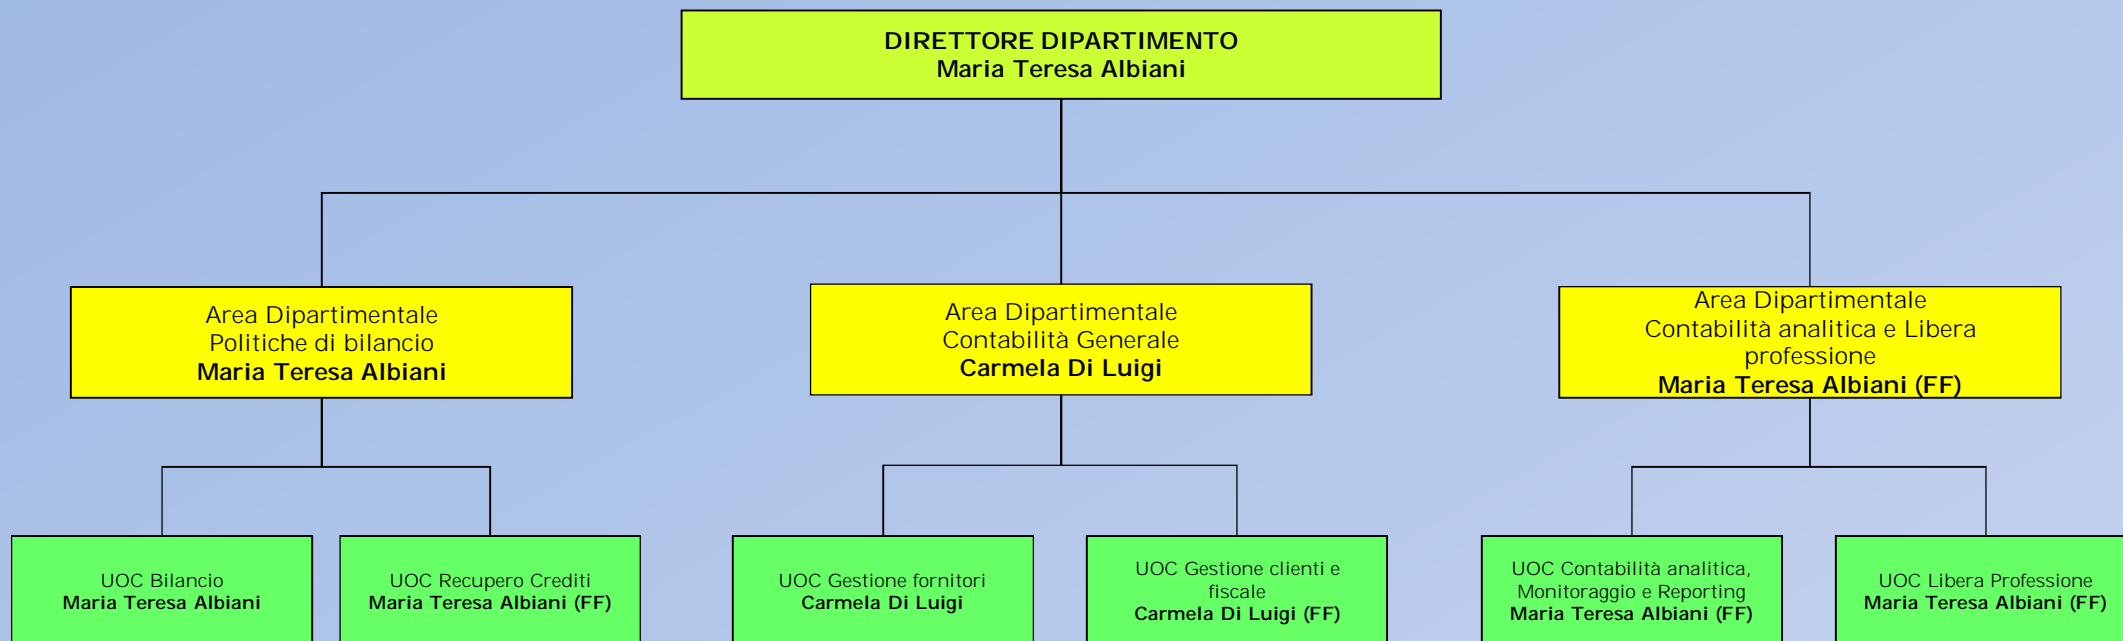 DIRETTORE DIPARTIMENTO
Maria Teresa Albiani
Area Dipartimentale
Politiche di bilancio
Maria Teresa Albiani
Area Dipartimentale
Contabilità Generale
Carmela Di Luigi
Area Dipartimentale
Contabilità analitica e Libera
professione
Maria Teresa Albiani (FF)
UOC Bilancio
Maria Teresa Albiani
UOC Recupero Crediti
Maria Teresa Albiani (FF)
UOC Gestione fornitori
Carmela Di Luigi
UOC Gestione clienti e
fiscale
Carmela Di Luigi (FF)
UOC Contabilità analitica,
Monitoraggio e Reporting
Maria Teresa Albiani (FF)
UOC Libera Professione
Maria Teresa Albiani (FF)